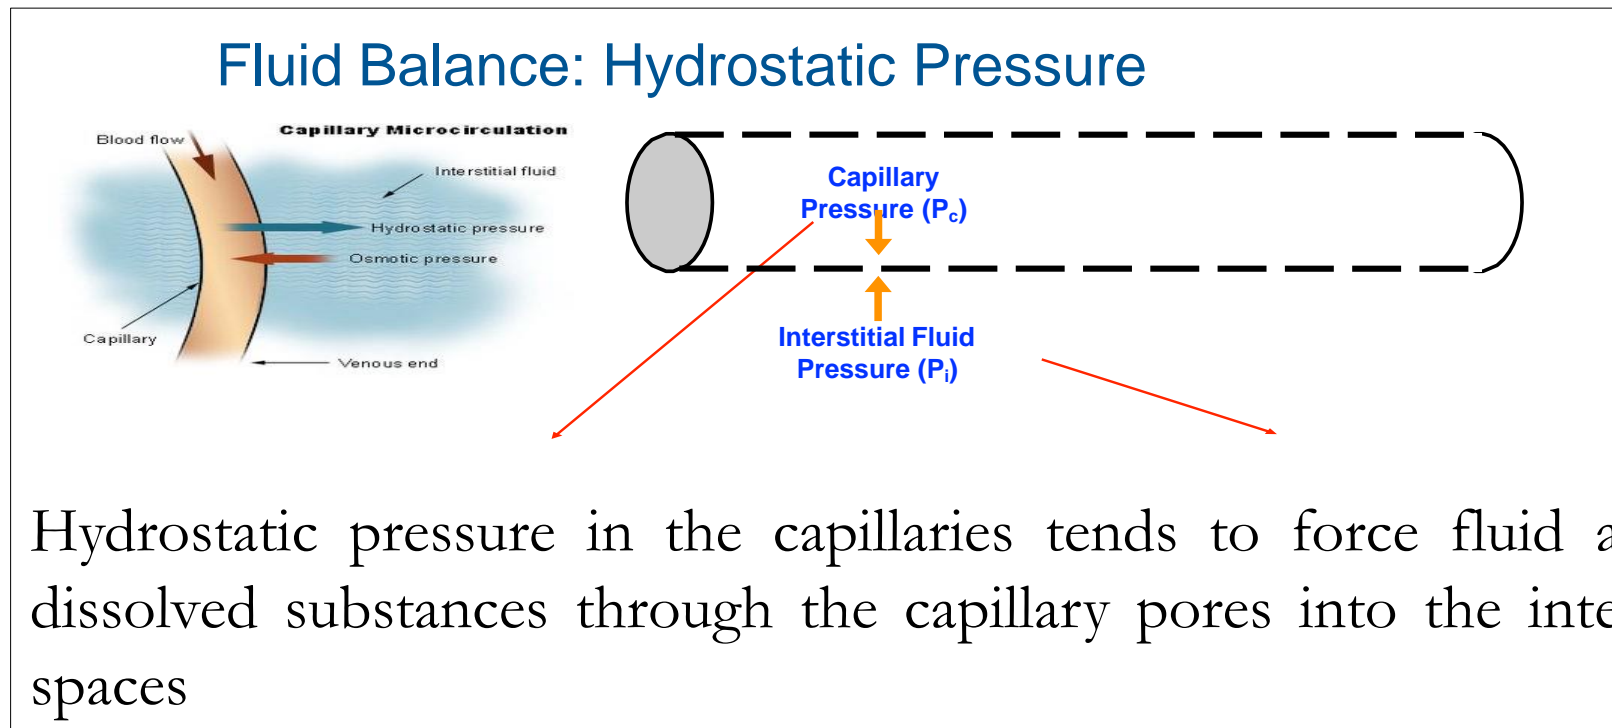 Fluid Balance: Hydrostatic Pressure
Capillary Microcirculation
Blood flow
Interstitial fluid
Hydrostatic pressure
Osmotic pressure
Capillary
Venous end
Capillary
Pressure (Pc)
Interstitial Fluid
Pressure (Pi)
Hydrostatic pressure in the capillaries tends to force fluid a
dissolved substances through the capillary pores into the inte
spaces